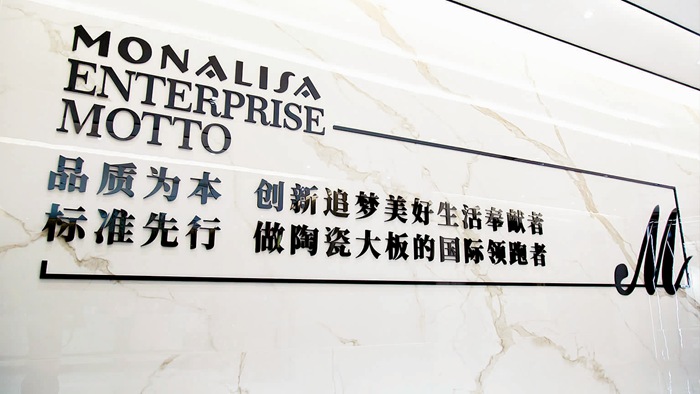 MONALISA
ENTERPRISE
MOTTO
品质为本 创新追梦美好生活奉献者
标准先行 做陶瓷大板的国际领跑者
M